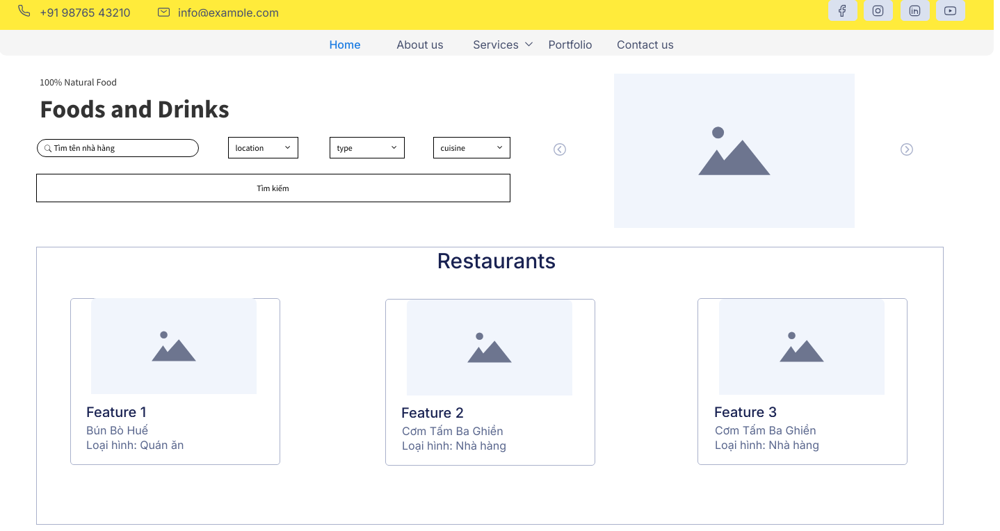 +91 98765 43210
info@example.com
Home
About us
Services
Portfolio
Contact us
100% Natural Food
Foods and Drinks
Tìm tên nhà hàng
location
type
cuisine
Tìm kiếm
Restaurants
Feature 1
Bún Bò Huế
Loại hình: Quán ăn
Feature 2
Cơm Tấm Ba Ghiền
Loại hình: Nhà hàng
Feature 3
Cơm Tấm Ba Ghiền
Loại hình: Nhà hàng